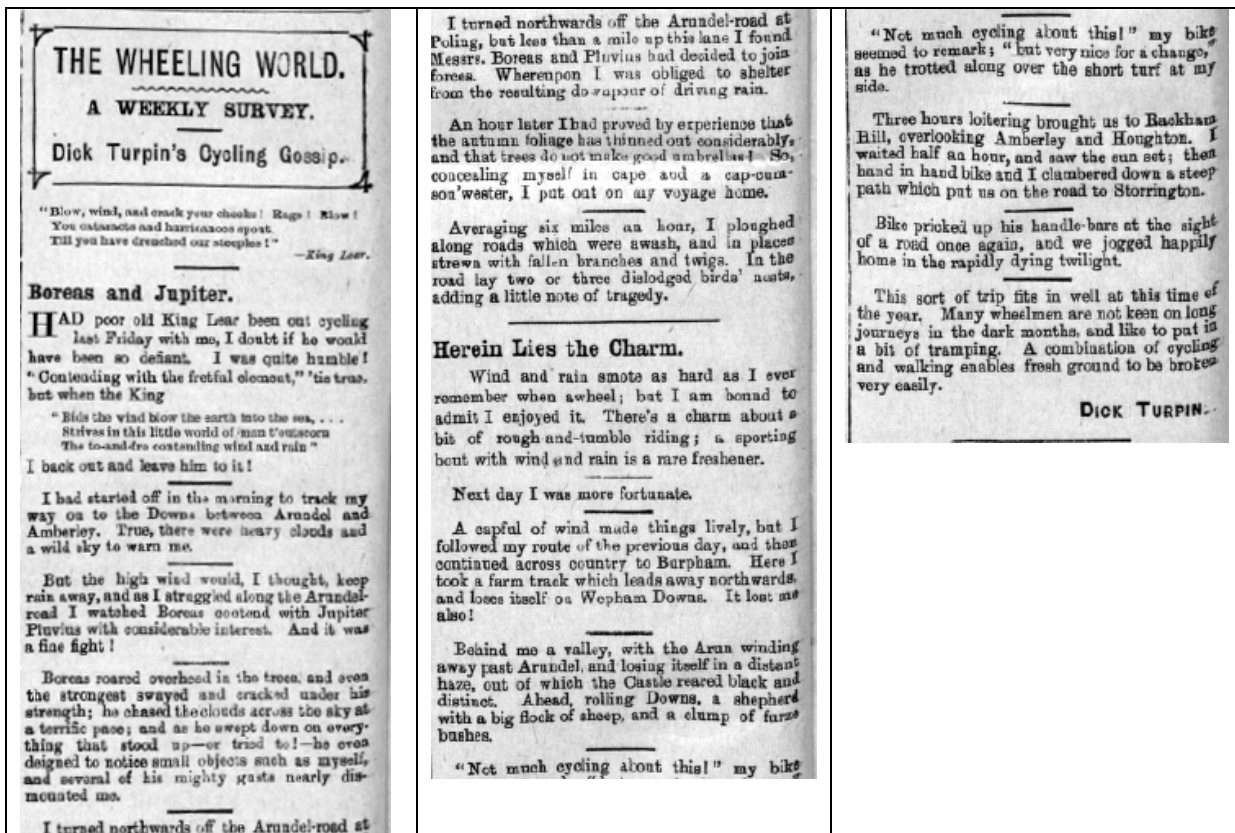 THE WHEELING WORLD.
A WEEKLY SURVEY.
Dick Turpin's Cycling Gossip.
"Blow, wind, and crack your cheeks! Rage! Blow!
You cataracts and hurricanoes spout
Till you have drenched our steeples!"
—King Lear.
Boreas and Jupiter.
HAD poor old King Lear been out cycling
last Friday with me, I doubt if he would
have been so defiant. I was quite humble!
"Contending with the fretful element," 'tis true,
but when the King
"Bids the wind blow the earth into the sea, . . . .
Strives in this little world of man t'outscorn
The to-and-fro contending wind and rain"
I back out and leave him to it!
I had started off in the morning to track my
way on to the Downs between Arundel and
Amberley. True, there were heavy clouds and
a wild sky to warn me.
But the high wind would, I thought, keep
rain away, and as I struggled along the Arundel-
road I watched Boreas contend with Jupiter
Pluvius with considerable interest. And it was
a fine fight!
Boreas roared overheed in the trees, and even
the strongest swayed and cracked under his
strength; he chased the clouds across the sky at
a terrific pace; and as he swept down on every-
thing that stood up—or tried to!—he even
deigned to notice small objects such as myself,
and several of his mighty gusts nearly dis-
mounted me.
I turned northwards off the Arundel-road at
I turned northwards off the Arundel-road at
Poling, but less than a mile up this lane I found
Messrs. Boreas and Pluvius had decided to join
forces. Whereupon I was obliged to shelter
from the resulting downpour of driving rain.
An hour later I had proved by experience that
the autumn foliage has thinned out considerably,
and that trees do not make good umbrellas! So,
concealing myself in cape and a cap-cum-
sou'wester, I put out on my voyage home.
Averaging six miles an hour, I ploughed
along roads which were awash, and in places
strewn with fallen branches and twigs. In the
road lay two or three dislodged birds' nests,
adding a little note of tragedy.
Herein Lies the Charm.
Wind and rain smote as hard as I ever
remember when awheel; but I am bound to
admit I enjoyed it. There's a charm about a
bit of rough-and-tumble riding; a sporting
bout with wind and rain is a rare freshener.
Next day I was more fortunate.
A capful of wind made things lively, but I
followed my route of the previous day, and then
continued across country to Burpham. Here I
took a farm track which leads away northwards,
and loses itself on Wepham Downs. It lost me
also!
Behind me a valley, with the Arun winding
away past Arundel, and losing itself in a distant
haze, out of which the Castle reared black and
distinct. Ahead, rolling Downs, a shepherd
with a big flock of sheep, and a clump of furze
bushes.
"Not much cycling about this!" my bike
"Not much cycling about this!" my bike
seemed to remark; "but very nice for a change,"
as he trotted along over the short turf at my
side.
Three hours loitering brought us to Rackham
Hill, overlooking Amberley and Houghton. I
waited half an hour, and saw the sun set; then
hand in hand bike and I clambered down a steep
path which put us on the road to Storrington.
Bike pricked up his handle-bars at the sight
of a road once again, and we jogged happily
home in the rapidly dying twilight.
This sort of trip fits in well at this time of
the year. Many wheelmen are not keen on long
journeys in the dark months, and like to put in
a bit of tramping. A combination of cycling
and walking enables fresh ground to be broken
very easily.
DICK TURPIN.